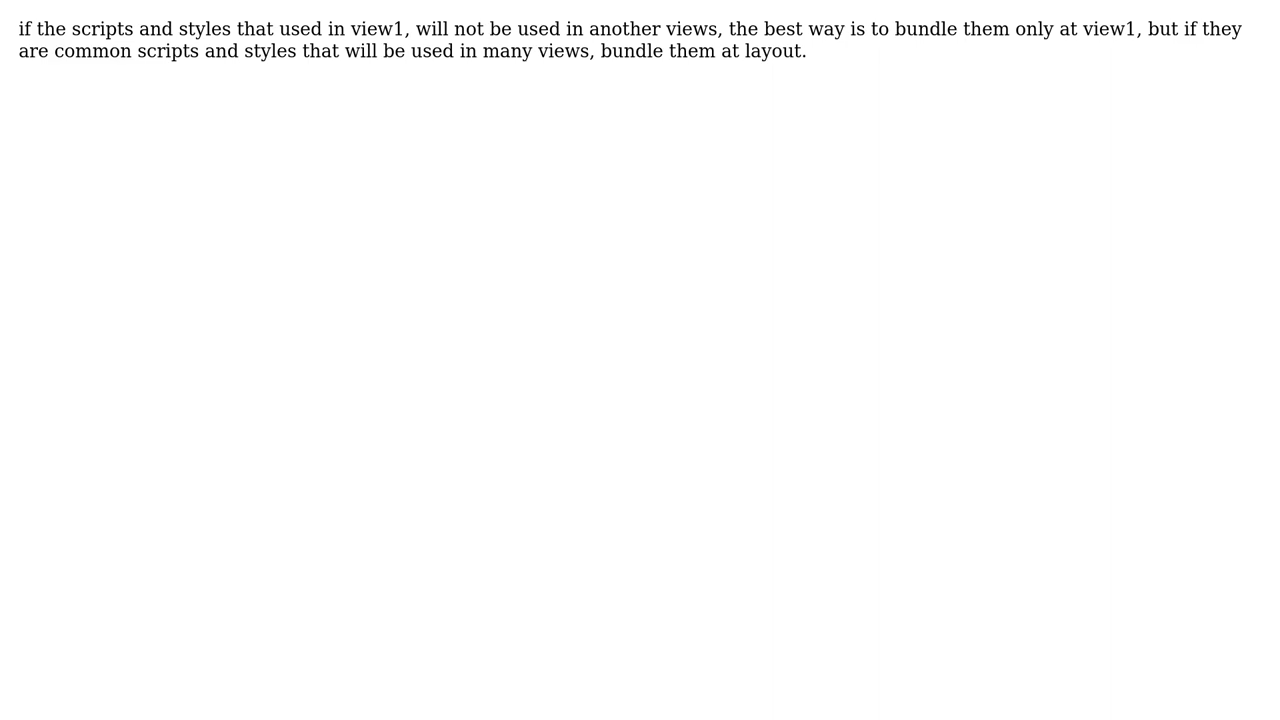 if the scripts and styles that used in view1, will not be used in another views, the best way is to bundle them only at view1, but if they
are common scripts and styles that will be used in many views, bundle them at layout.